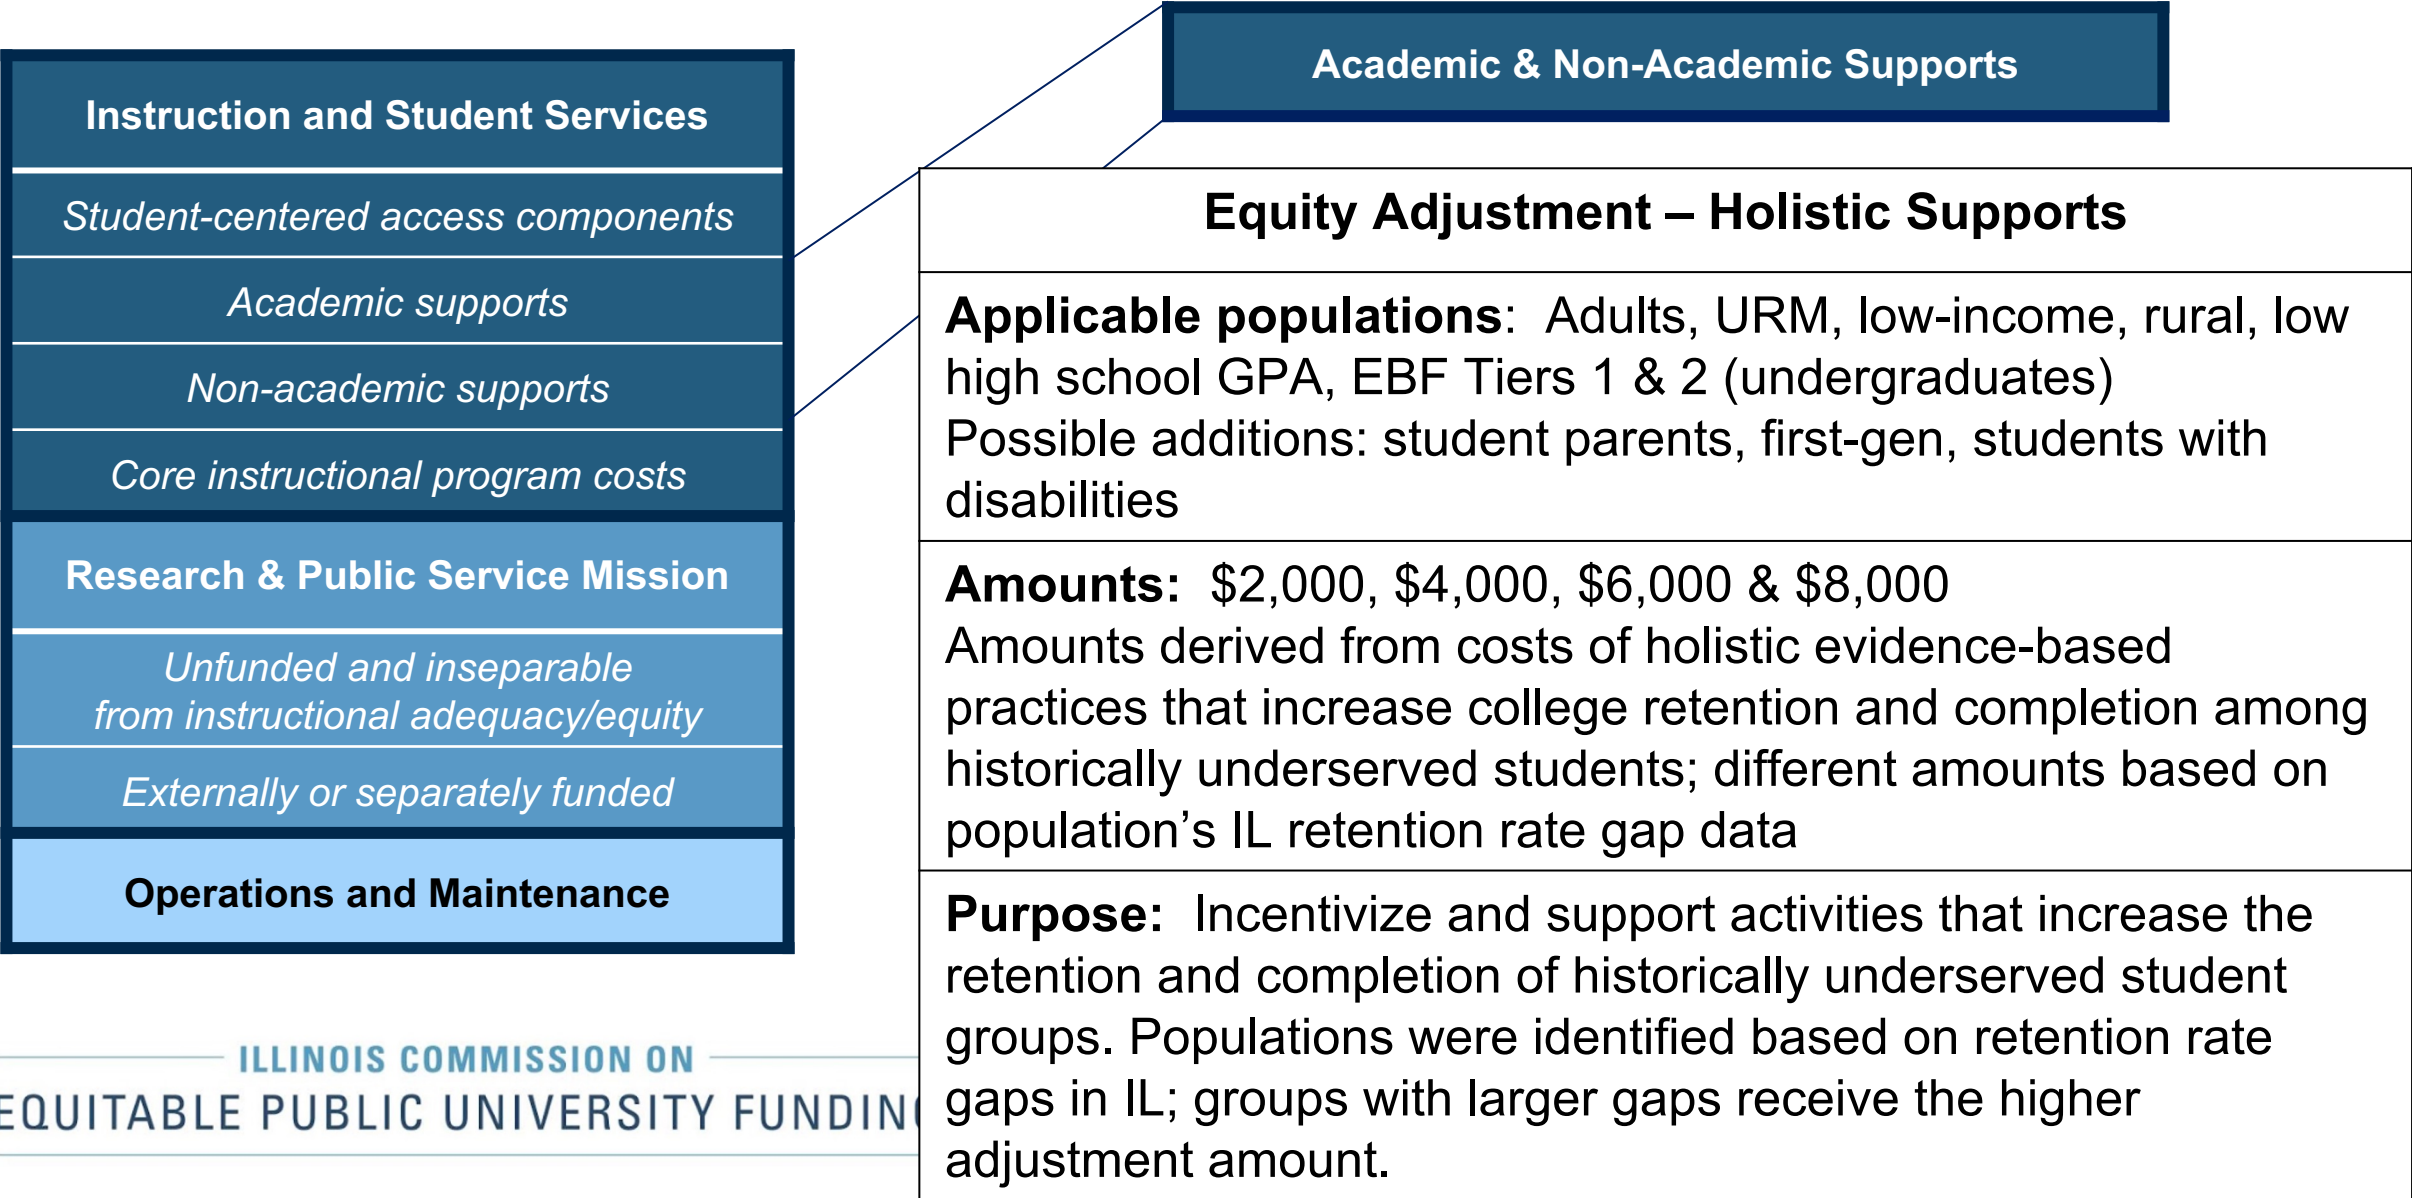 Instruction and Student Services
Student-centered access components
Academic supports
Non-academic supports
Core instructional program costs
Research & Public Service Mission
Unfunded and inseparable
from instructional adequacy/equity
Externally or separately funded
Operations and Maintenance
ILLINOIS COMMISSION ON
EQUITABLE PUBLIC UNIVERSITY FUNDIN
Academic & Non-Academic Supports
Equity Adjustment – Holistic Supports
Applicable populations: Adults, URM, low-income, rural, low
high school GPA, EBF Tiers 1 & 2 (undergraduates)
Possible additions: student parents, first-gen, students with
disabilities
Amounts: $2,000, $4,000, $6,000 & $8,000
Amounts derived from costs of holistic evidence-based
practices that increase college retention and completion among
historically underserved students; different amounts based on
population’s IL retention rate gap data
Purpose: Incentivize and support activities that increase the
retention and completion of historically underserved student
groups. Populations were identified based on retention rate
gaps in IL; groups with larger gaps receive the higher
adjustment amount.